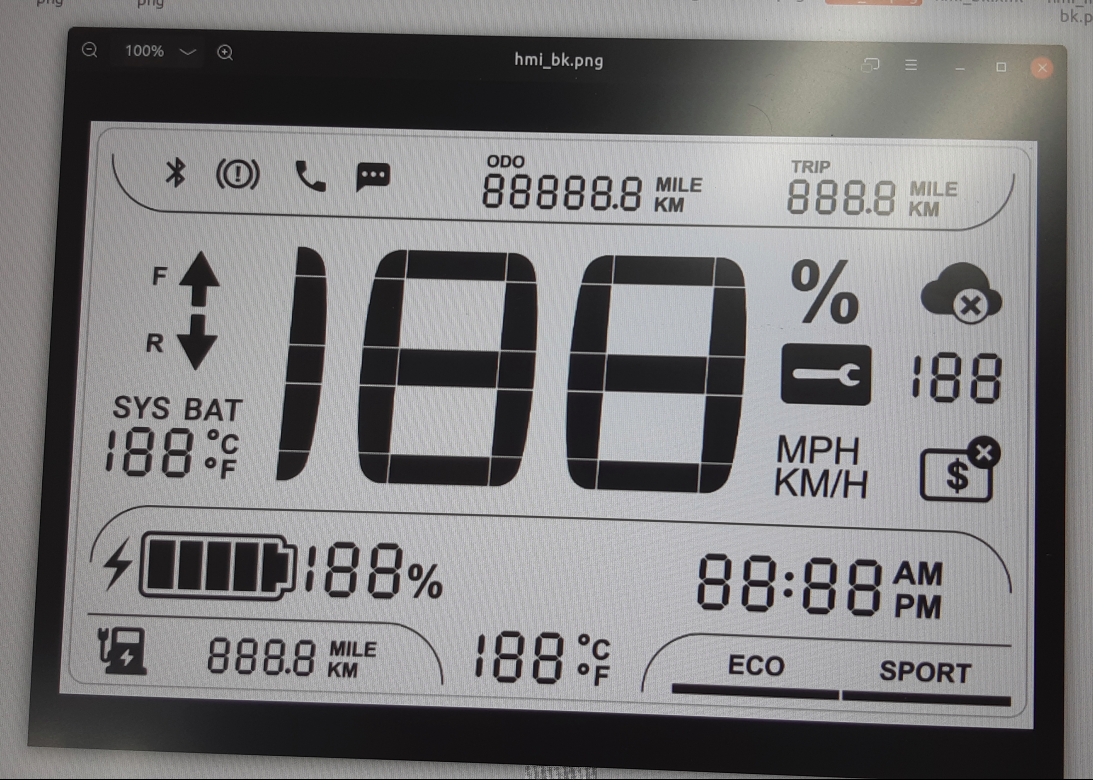 png
png
bk.p
100%
hmi_bk.png
ODO
88888.8 MILE
KM
TRIP
888.8 MILE
KM
F
R
188
%
188
SYS BAT
188 °C
°F
MPH
KM/H
$
188%
88:88 AM
PM
888.8 MILE
KM
188 °C
°F
ECO
SPORT